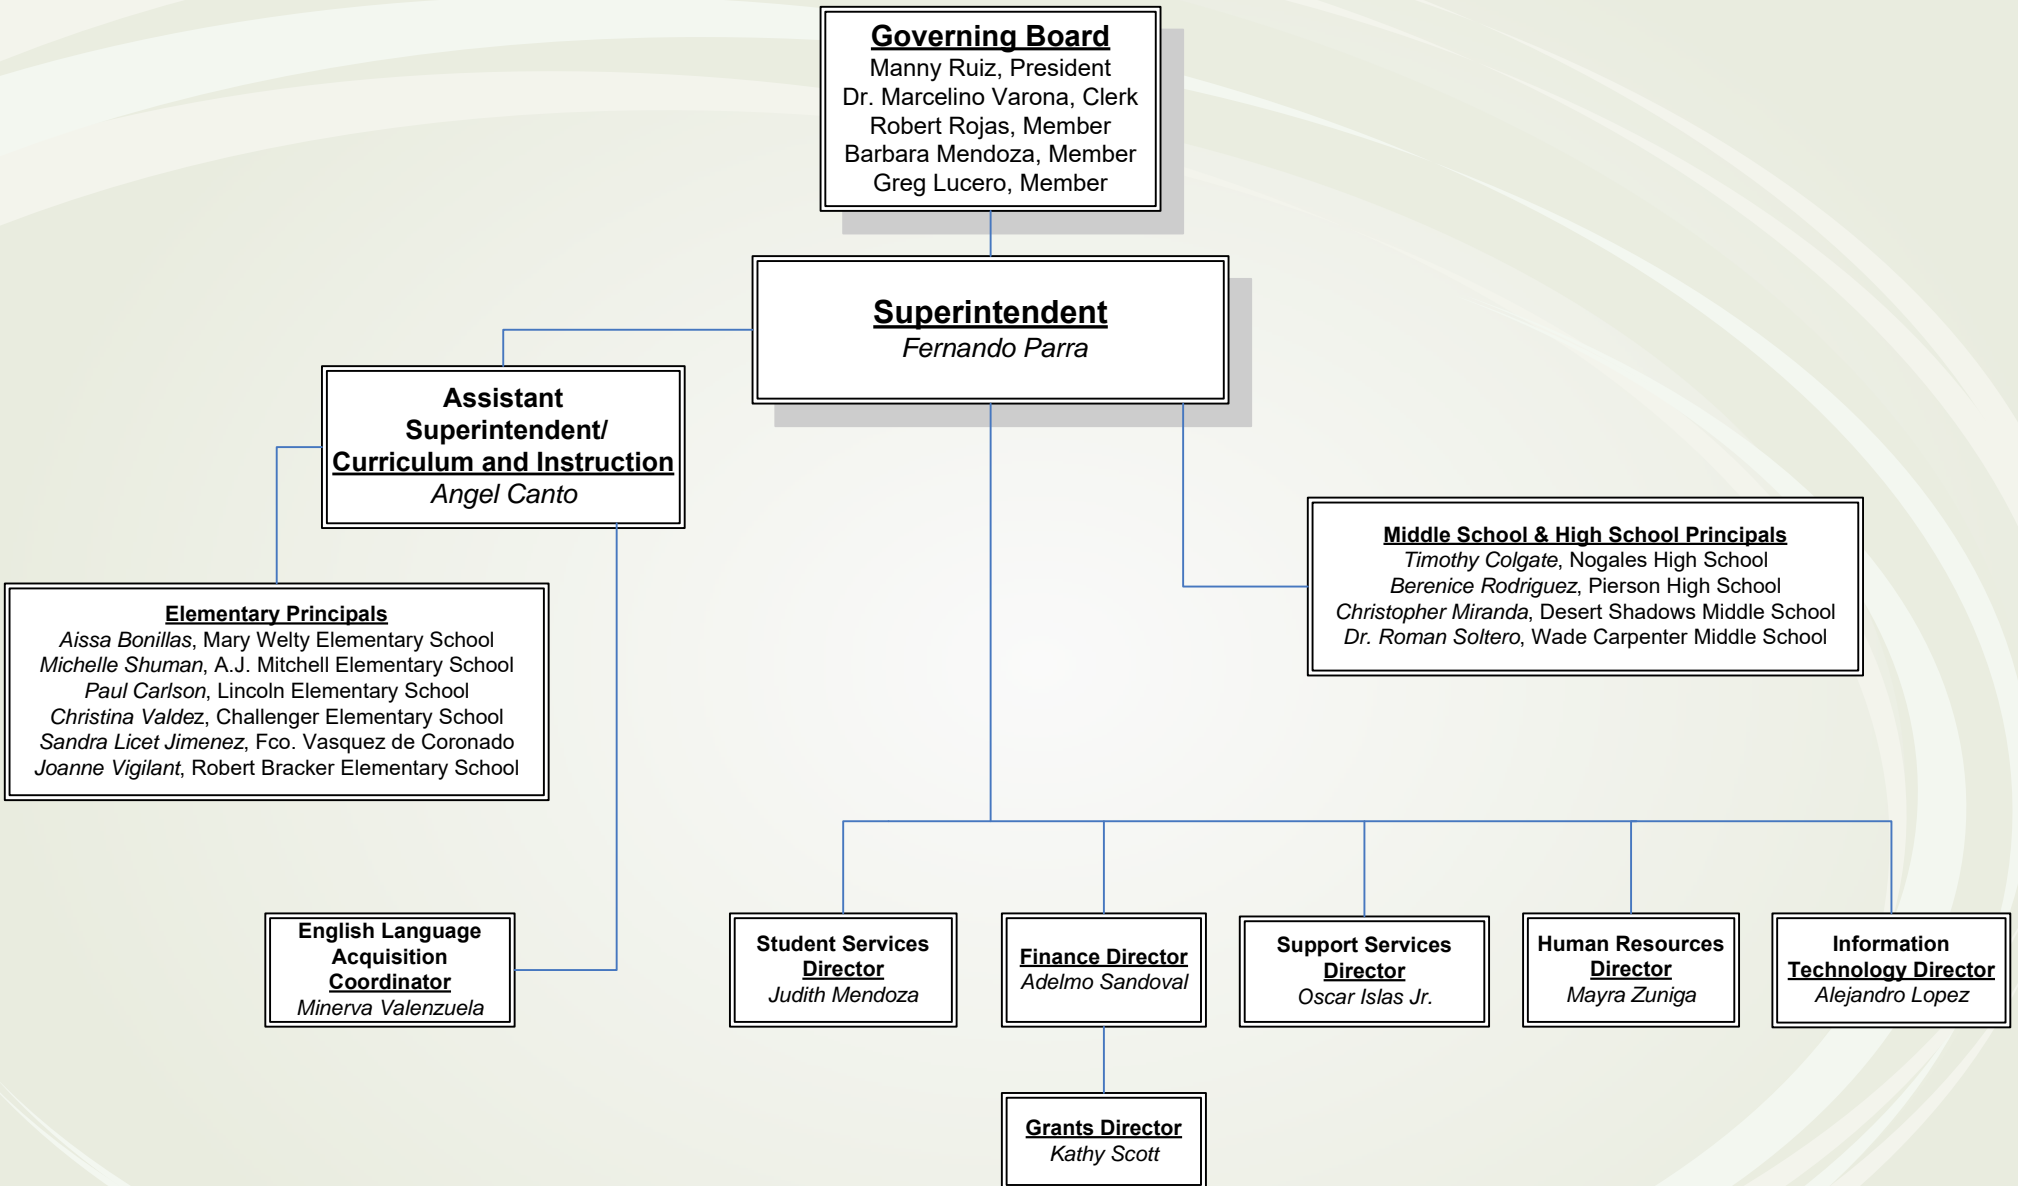 Governing Board
Manny Ruiz, President
Dr. Marcelino Varona, Clerk
Robert Rojas, Member
Barbara Mendoza, Member
Greg Lucero, Member
Superintendent
Fernando Parra
Assistant
Superintendent/
Curriculum and Instruction
Angel Canto
Middle School & High School Principals
Timothy Colgate, Nogales High School
Berenice Rodriguez, Pierson High School
Christopher Miranda, Desert Shadows Middle School
Dr. Roman Soltero, Wade Carpenter Middle School
Elementary Principals
Aissa Bonillas, Mary Welty Elementary School
Michelle Shuman, A.J. Mitchell Elementary School
Paul Carlson, Lincoln Elementary School
Christina Valdez, Challenger Elementary School
Sandra Licet Jimenez, Fco. Vasquez de Coronado
Joanne Vigilant, Robert Bracker Elementary School
English Language
Acquisition
Coordinator
Minerva Valenzuela
Student Services
Director
Judith Mendoza
Finance Director
Adelmo Sandoval
Support Services
Director
Oscar Islas Jr.
Human Resources
Director
Mayra Zuniga
Information
Technology Director
Alejandro Lopez
Grants Director
Kathy Scott